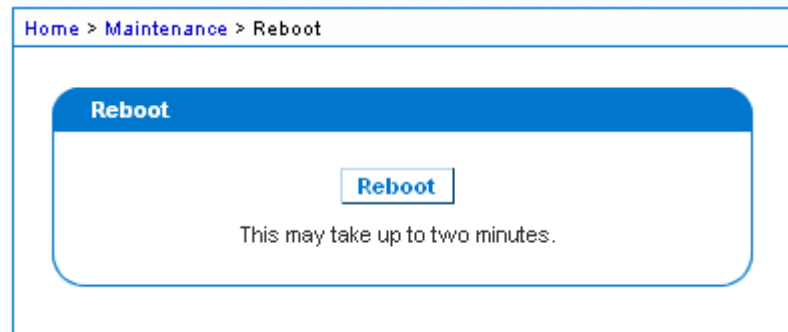 Home > Maintenance > Reboot
Reboot
Reboot
This may take up to two minutes.